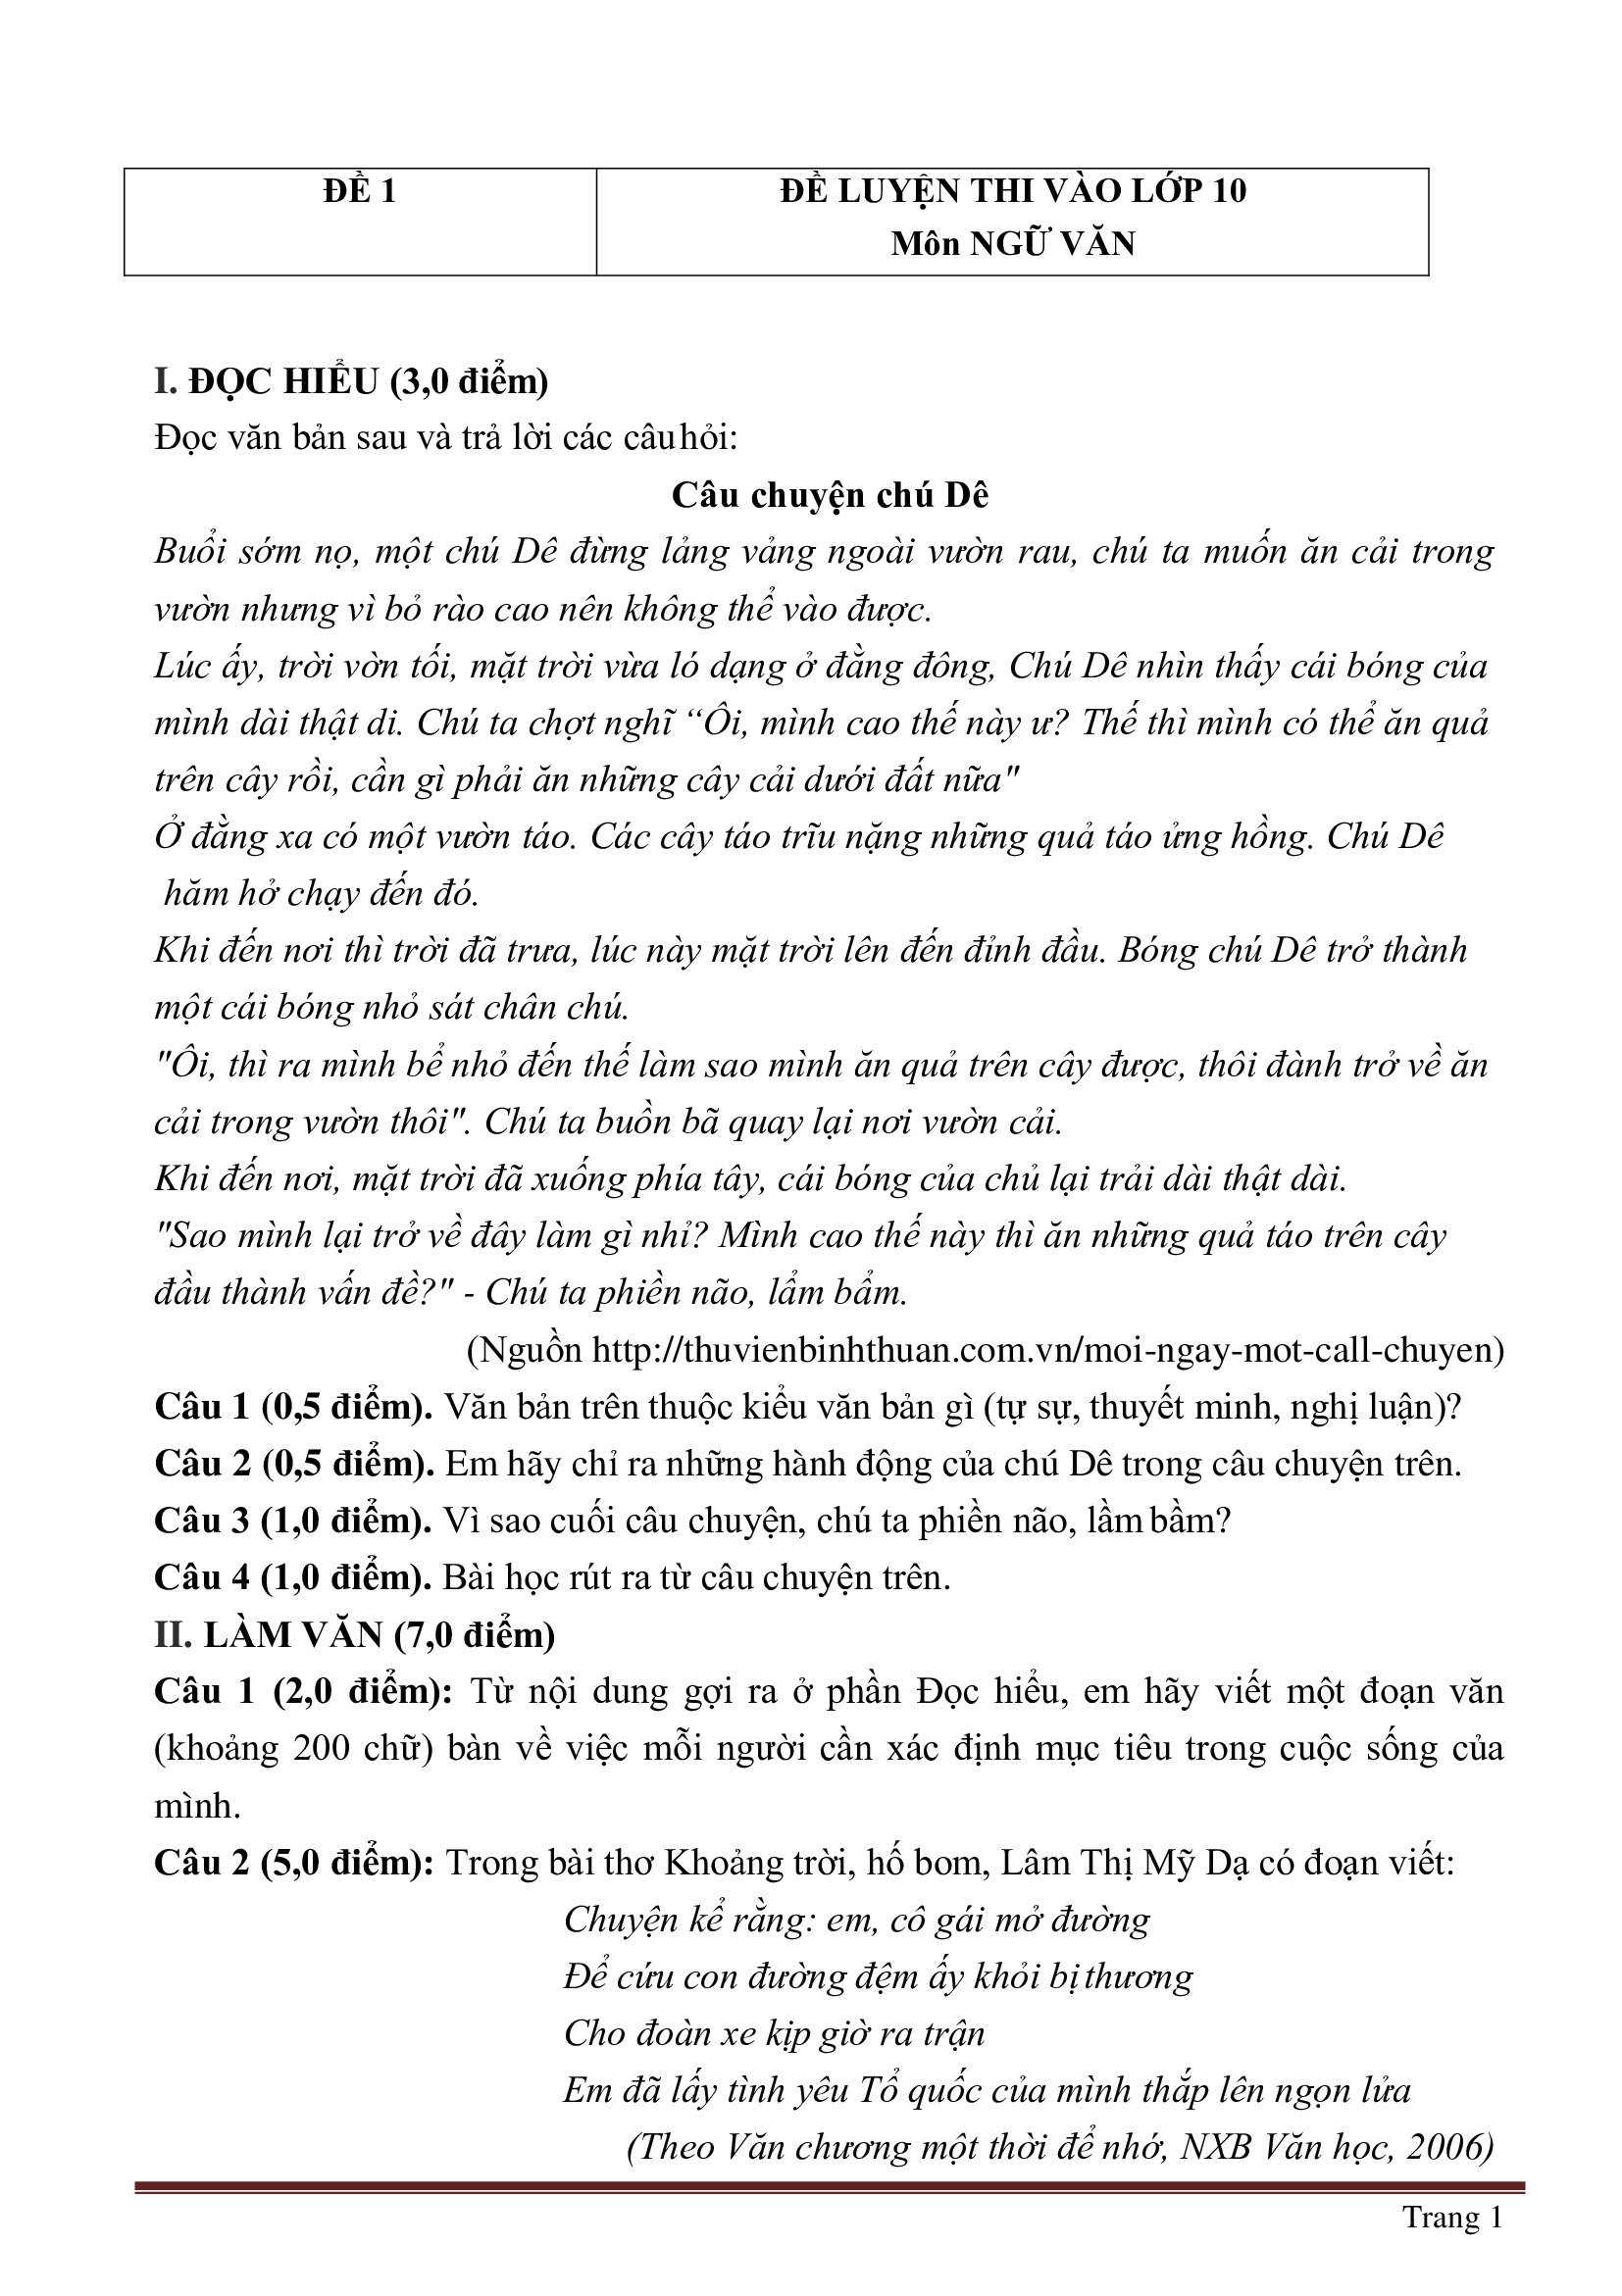 ĐỀ 1
ĐỀ LUYỆN THI VÀO LỚP 10
Môn NGỮ VĂN
I. ĐỌC HIỂU (3,0 điểm)
Đọc văn bản sau và trả lời các câu hỏi:
Câu chuyện chú Dê
Buổi sớm nọ, một chú Dê đừng lảng vảng ngoài vườn rau, chú ta muốn ăn cải trong
vườn nhưng vì bỏ rào cao nên không thể vào được.
Lúc ấy, trời vờn tối, mặt trời vừa ló dạng ở đằng đông, Chú Dê nhìn thấy cái bóng của
mình dài thật di. Chú ta chợt nghĩ “Ôi, mình cao thế này ư? Thế thì mình có thể ăn quả
trên cây rồi, cần gì phải ăn những cây cải dưới đất nữa"
Ở đằng xa có một vườn táo. Các cây táo trĩu nặng những quả táo ửng hồng. Chú Dê
hăm hở chạy đến đó.
Khi đến nơi thì trời đã trưa, lúc này mặt trời lên đến đỉnh đầu. Bóng chú Dê trở thành
một cái bóng nhỏ sát chân chú.
"Ôi, thì ra mình bể nhỏ đến thế làm sao mình ăn quả trên cây được, thôi đành trở về ăn
cải trong vườn thôi". Chú ta buồn bã quay lại nơi vườn cải.
Khi đến nơi, mặt trời đã xuống phía tây, cái bóng của chủ lại trải dài thật dài.
"Sao mình lại trở về đây làm gì nhỉ? Mình cao thế này thì ăn những quả táo trên cây
đầu thành vấn đề?" - Chú ta phiền não, lẩm bẩm.
(Nguồn http://thuvienbinhthuan.com.vn/moi-ngay-mot-call-chuyen)
Câu 1 (0,5 điểm). Văn bản trên thuộc kiểu văn bản gì (tự sự, thuyết minh, nghị luận)?
Câu 2 (0,5 điểm). Em hãy chỉ ra những hành động của chú Dê trong câu chuyện trên.
Câu 3 (1,0 điểm). Vì sao cuối câu chuyện, chú ta phiền não, lầm bầm?
Câu 4 (1,0 điểm). Bài học rút ra từ câu chuyện trên.
II. LÀM VĂN (7,0 điểm)
Câu 1 (2,0 điểm): Từ nội dung gợi ra ở phần Đọc hiểu, em hãy viết một đoạn văn
(khoảng 200 chữ) bàn về việc mỗi người cần xác định mục tiêu trong cuộc sống của
mình.
Câu 2 (5,0 điểm): Trong bài thơ Khoảng trời, hố bom, Lâm Thị Mỹ Dạ có đoạn viết:
Chuyện kể rằng: em, cô gái mở đường
Để cứu con đường đệm ấy khỏi bị thương
Cho đoàn xe kịp giờ ra trận
Em đã lấy tình yêu Tổ quốc của mình thắp lên ngọn lửa
(Theo Văn chương một thời để nhớ, NXB Văn học, 2006)
Trang 1